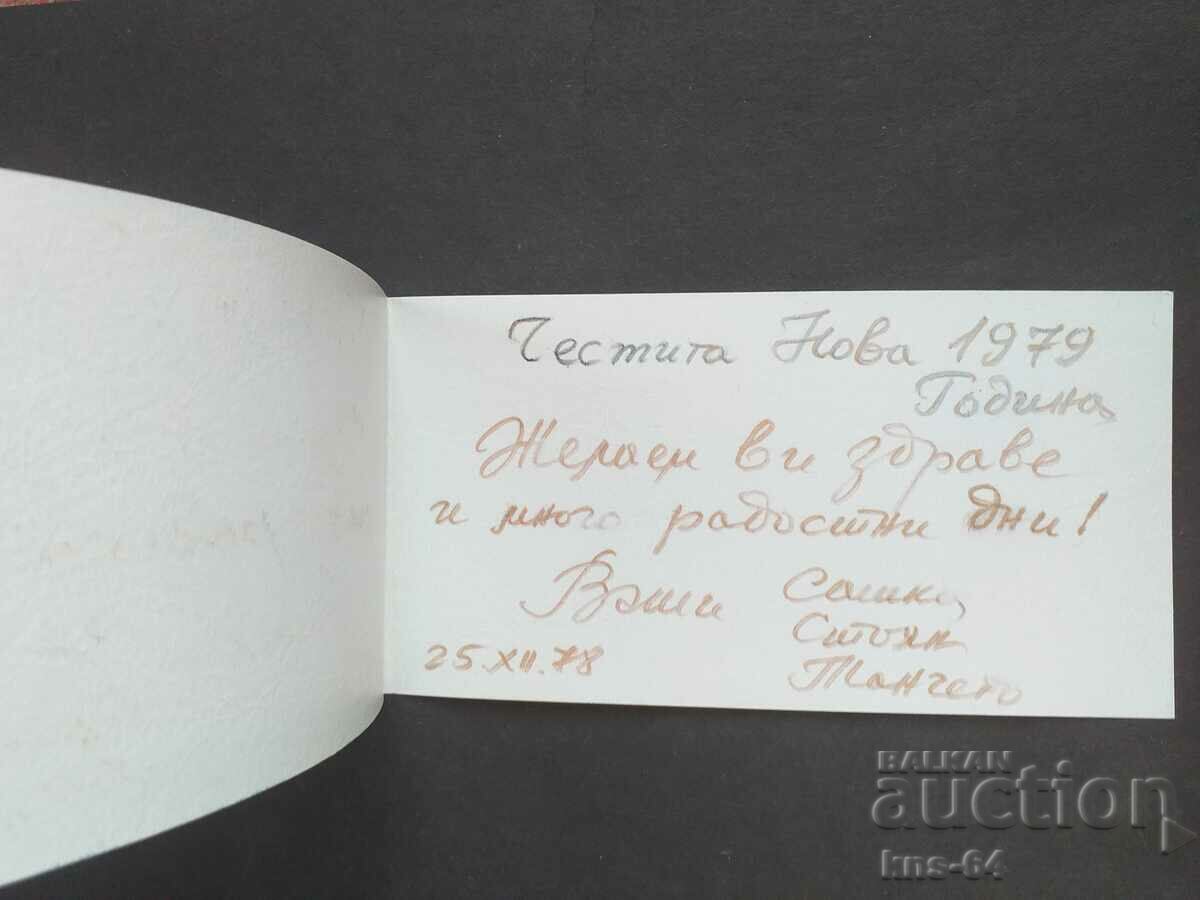 Честита Нова 1979
Година
Желаем ви здраве
и много радостни дни!
Ваши Сашка,
Стоян
Танчето
25.XII.78
BALKAN
auction
kns-64